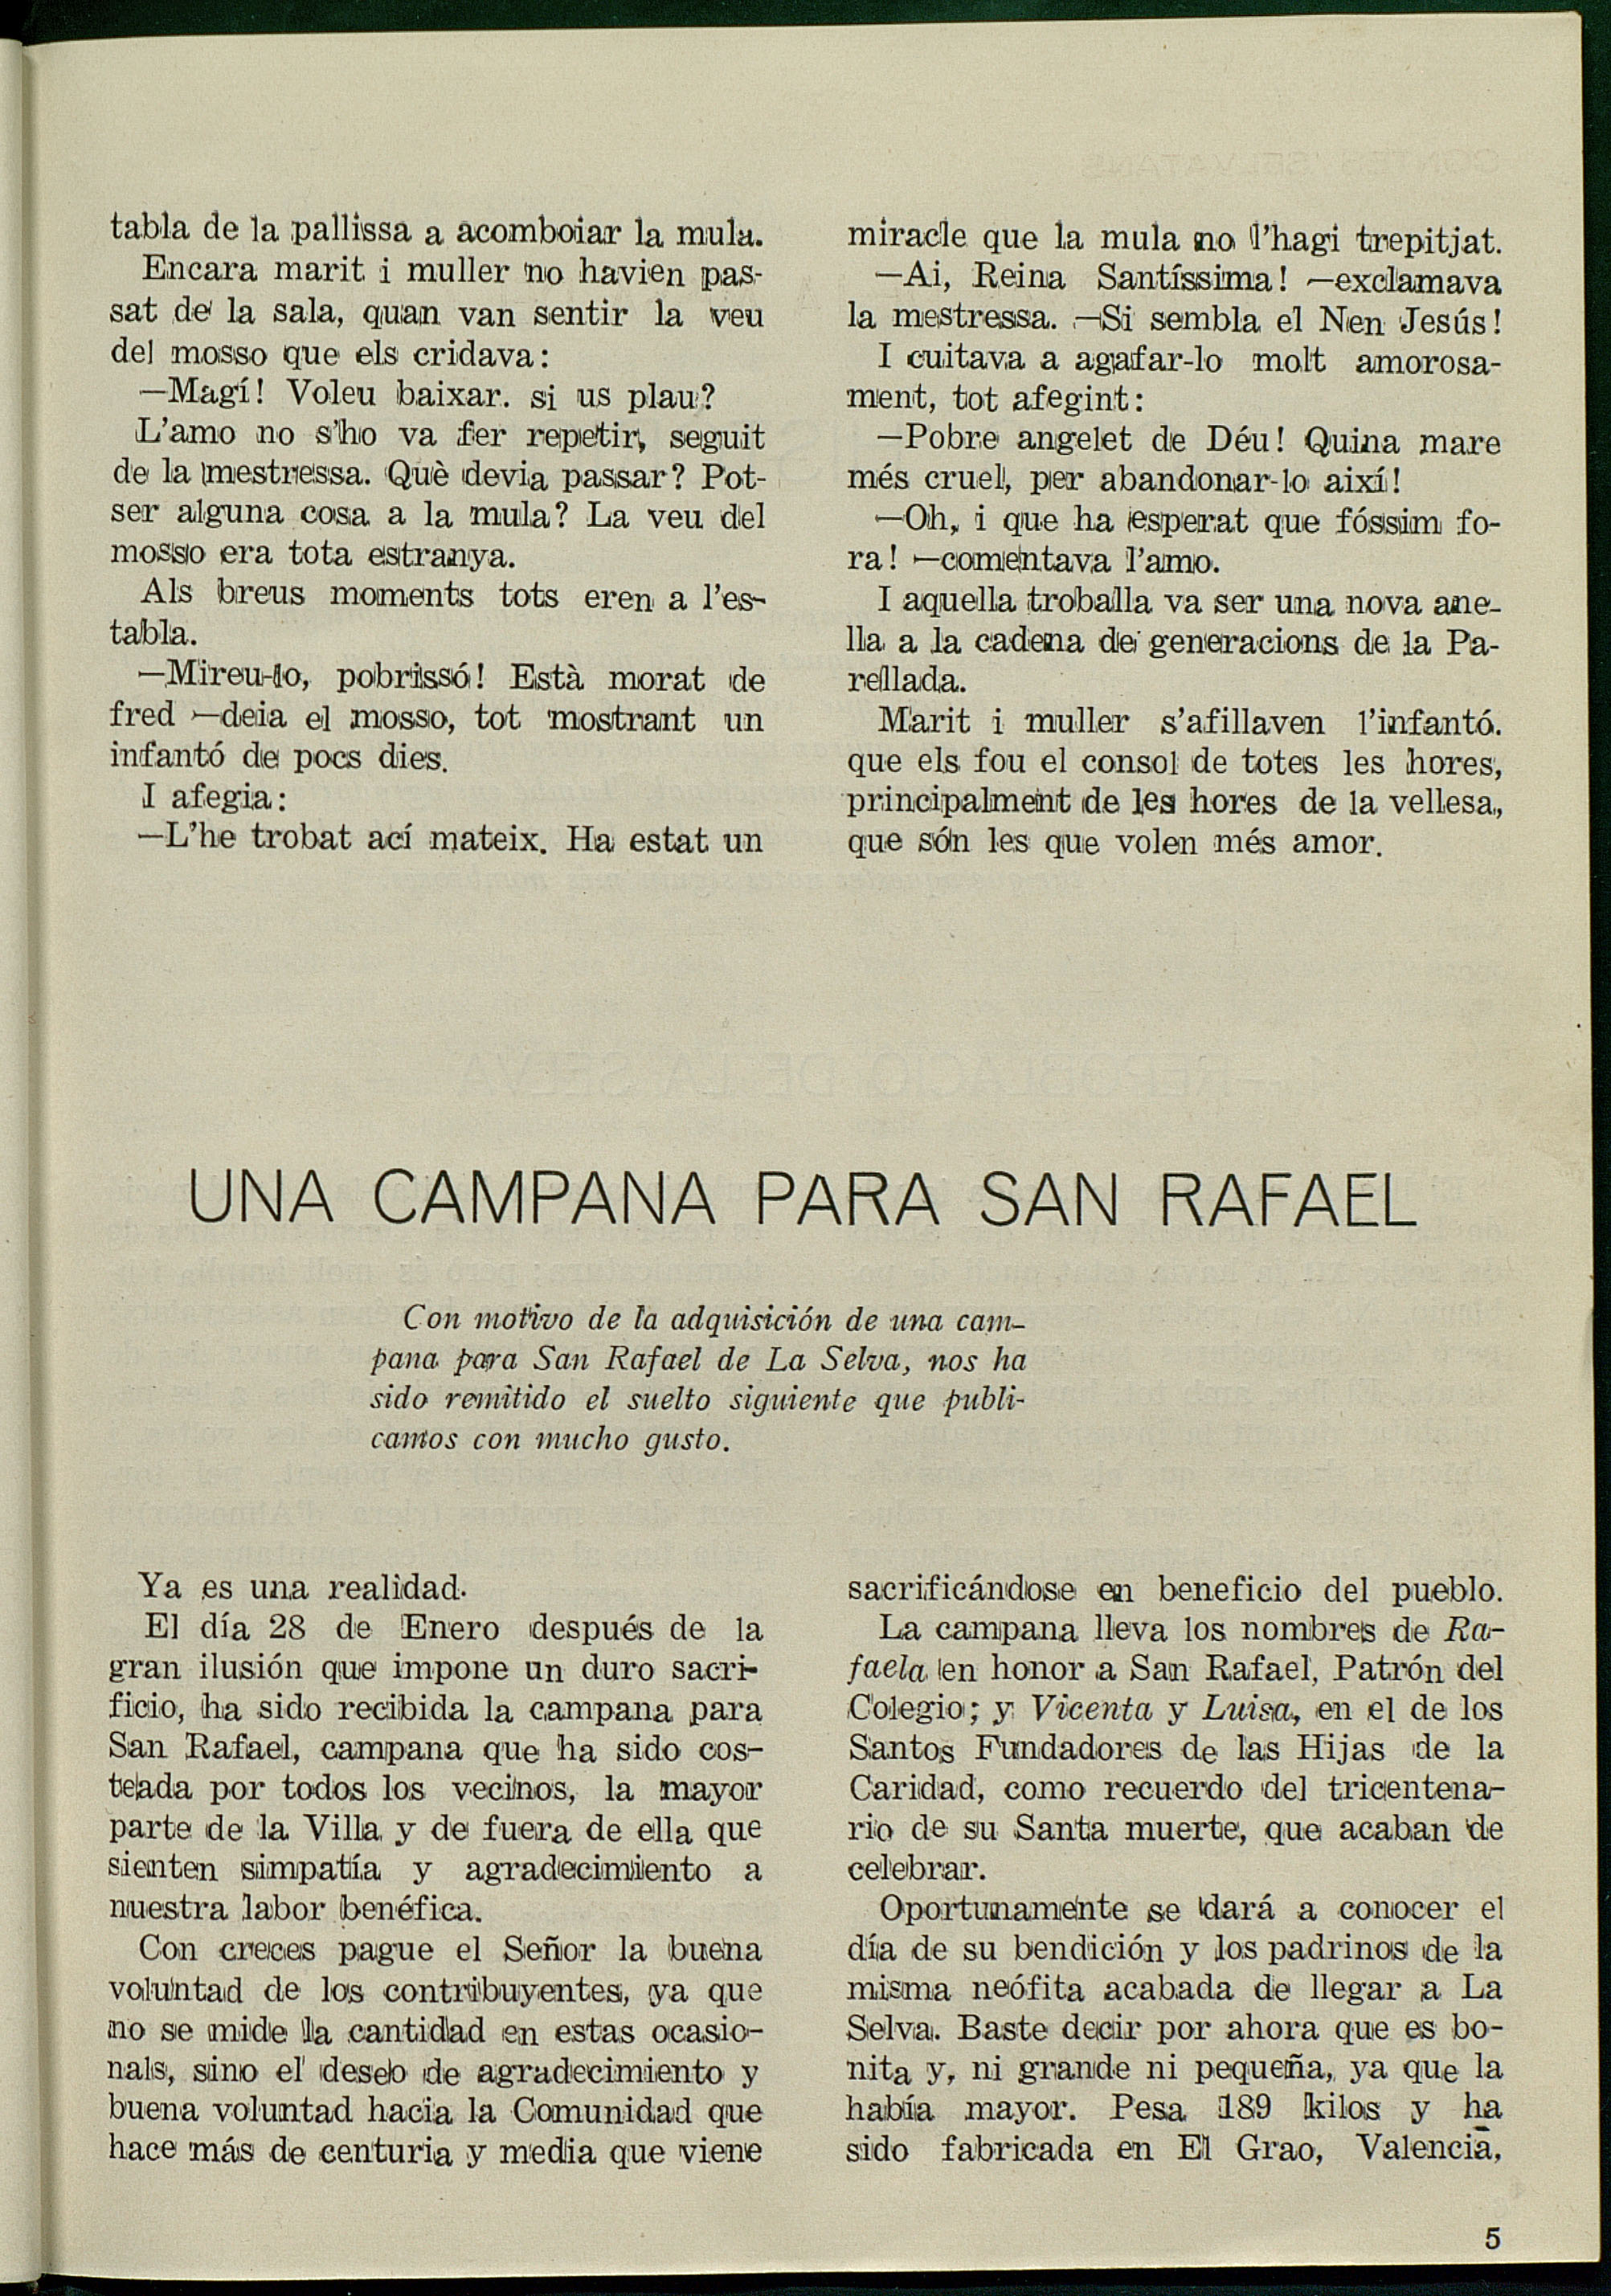 tabla de la pallissa a acomboiar la mula.
Encara marit i muller no havien pas-
sat de la sala, quan van sentir la veu
del mosso que els cridava:
—Magí! Voleu baixar. si us plau?
L'amo no s'ho va fer repetir, seguit
de la mestressa. Què devia passar? Pot-
ser alguna cosa a la mula? La veu del
mosso era tota estranya.
Als breus moments tots eren a l'es-
tabla.
—Mireu-lo, pobrissó! Està morat de
fred —deia el mosso, tot mostrant un
infantó de pocs dies.
I afegia:
—L'he trobat ací mateix. Ha estat un
miracle que la mula no l'hagi trepitjat.
—Ai, Reina Santíssima! —exclamava
la mestressa. —Si sembla el Nen Jesús!
I cuitava a agafar-lo molt amorosa-
ment, tot afegint:
—Pobre angelet de Déu! Quina mare
més cruel, per abandonar-lo així!
—Oh, i que ha esperat que fóssim fo-
ra! —comentava l'amo.
I aquella troballa va ser una nova ane-
lla a la cadena de generacions de la Pa-
rellada.
Marit i muller s'afillaven l'infantó.
que els fou el consol de totes les hores,
principalment de les hores de la vellesa,
que són les que volen més amor.
UNA CAMPANA PARA SAN RAFAEL
Con motivo de la adquisición de una cam-
pana para San Rafael de La Selva, nos ha
sido remitido el suelto siguiente que publi-
camos con mucho gusto.
Ya es una realidad.
El día 28 de Enero después de la
gran ilusión que impone un duro sacri-
ficio, ha sido recibida la campana para
San Rafael, campana que ha sido cos-
teada por todos los vecinos, la mayor
parte de la Villa y de fuera de ella que
sienten simpatía y agradecimiento a
nuestra labor benéfica.
Con creces pague el Señor la buena
voluntad de los contribuyentes, ya que
no se mide la cantidad en estas ocasio-
nals, sino el deseo de agradecimiento y
buena voluntad hacia la Comunidad que
hace más de centuria y media que viene
sacrificándose en beneficio del pueblo.
La campana lleva los nombres de Ra-
faela en honor a San Rafael, Patrón del
Colegio; y Vicenta y Luisa, en el de los
Santos Fundadores de las Hijas de la
Caridad, como recuerdo del tricentena-
rio de su Santa muerte, que acaban de
celebrar.
Oportunamente se dará a conocer el
día de su bendición y los padrinos de la
misma neófita acabada de llegar a La
Selva. Baste decir por ahora que es bo-
nita y, ni grande ni pequeña, ya que la
había mayor. Pesa 189 kilos y ha
sido fabricada en El Grao, Valencia,
5